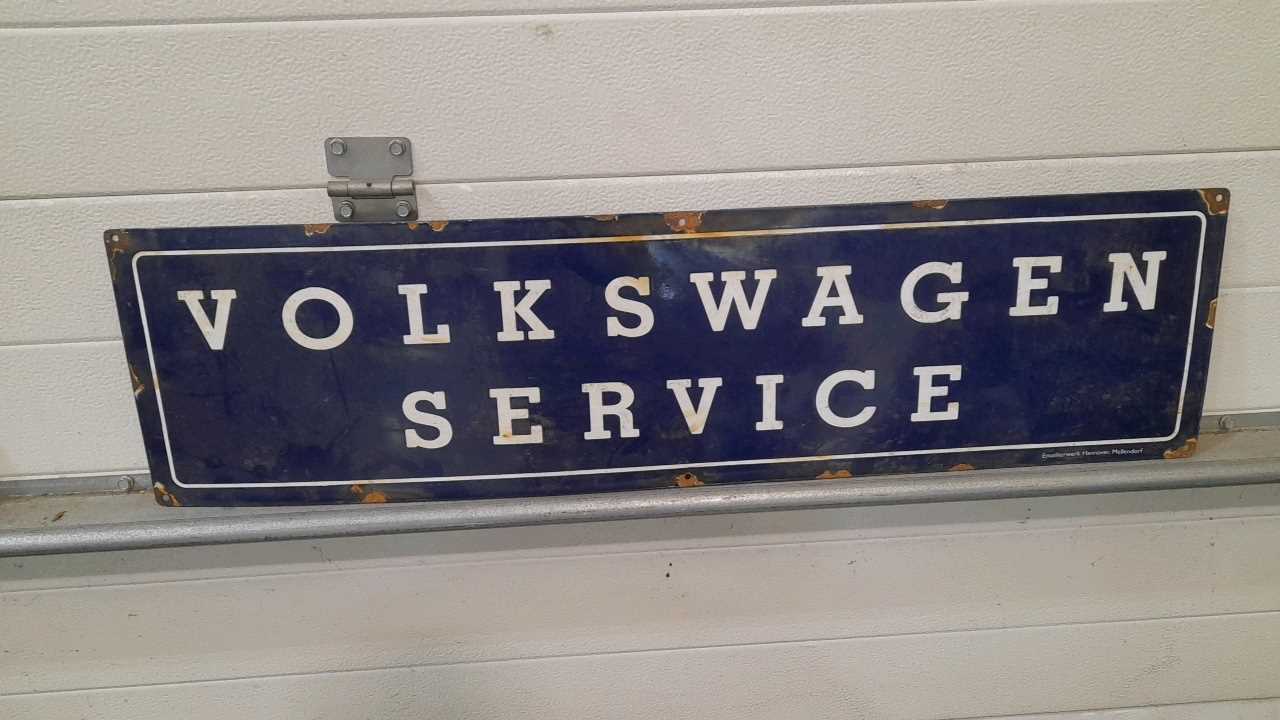 VOLKSWAGEN
SERVICE
Emaillierwerk Hannover, Mellendorf